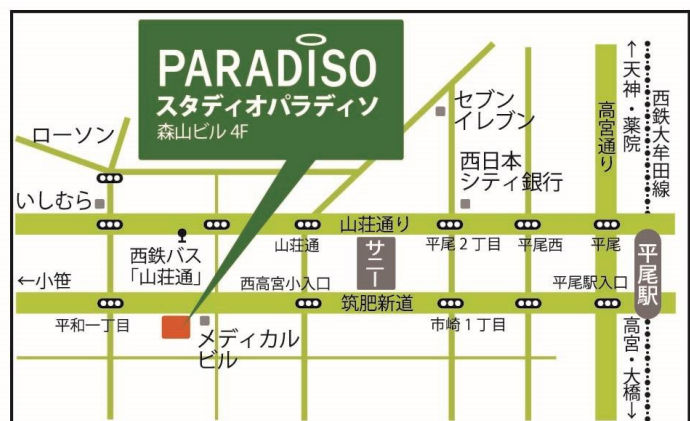 PARADISO
スタディオパラディソ
森山ビル 4F
ローソン
セブン
イレブン
高宮通り
↑天神・薬院
西鉄大牟田線
西日本
シティ銀行
いしむら
山荘通り
西鉄バス
「山荘通」
山荘通
サニー
平尾2丁目
平尾西
平尾
平尾駅
←小笹
西高宮小入口
筑肥新道
平尾駅入口
平和一丁目
メディカル
ビル
市崎1丁目
高宮・大橋↓